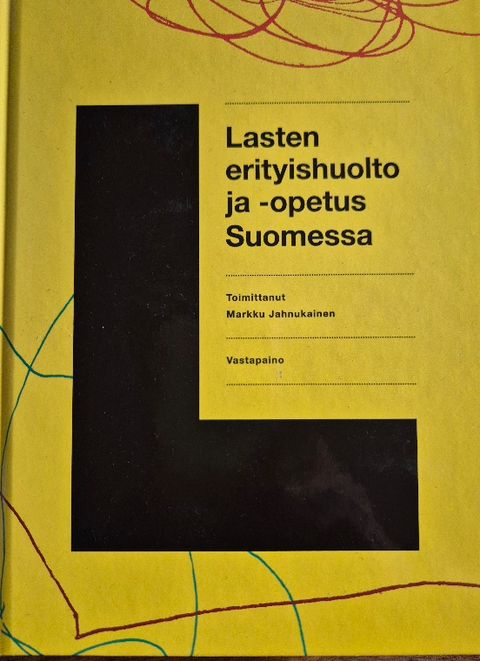 Lasten
erityishuolto
ja -opetus
Suomessa
Toimittanut
Markku Jahnukainen
Vastapaino
L